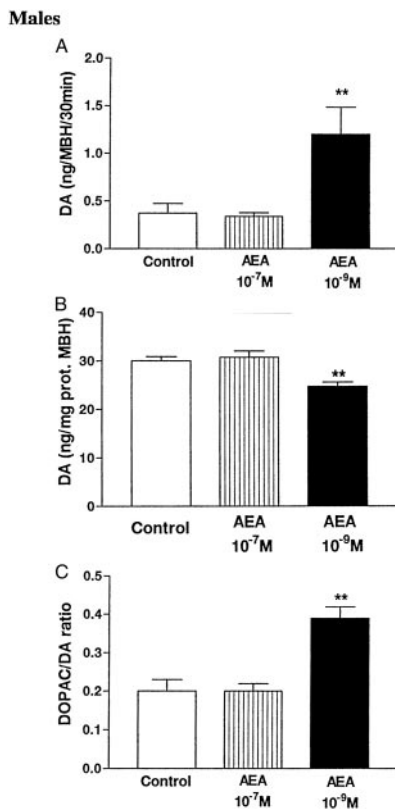 Males
A
DA (ng/MBH/30min)
2.0
1.5
1.0
0.5
0.0
**
Control
AEA
10⁻⁷M
AEA
10⁻⁹M
B
DA (ng/mg prot. MBH)
40
30
20
10
0
**
Control
AEA
10⁻⁷M
AEA
10⁻⁹M
C
DOPAC/DA ratio
0.5
0.4
0.3
0.2
0.1
0.0
**
Control
AEA
10⁻⁷M
AEA
10⁻⁹M